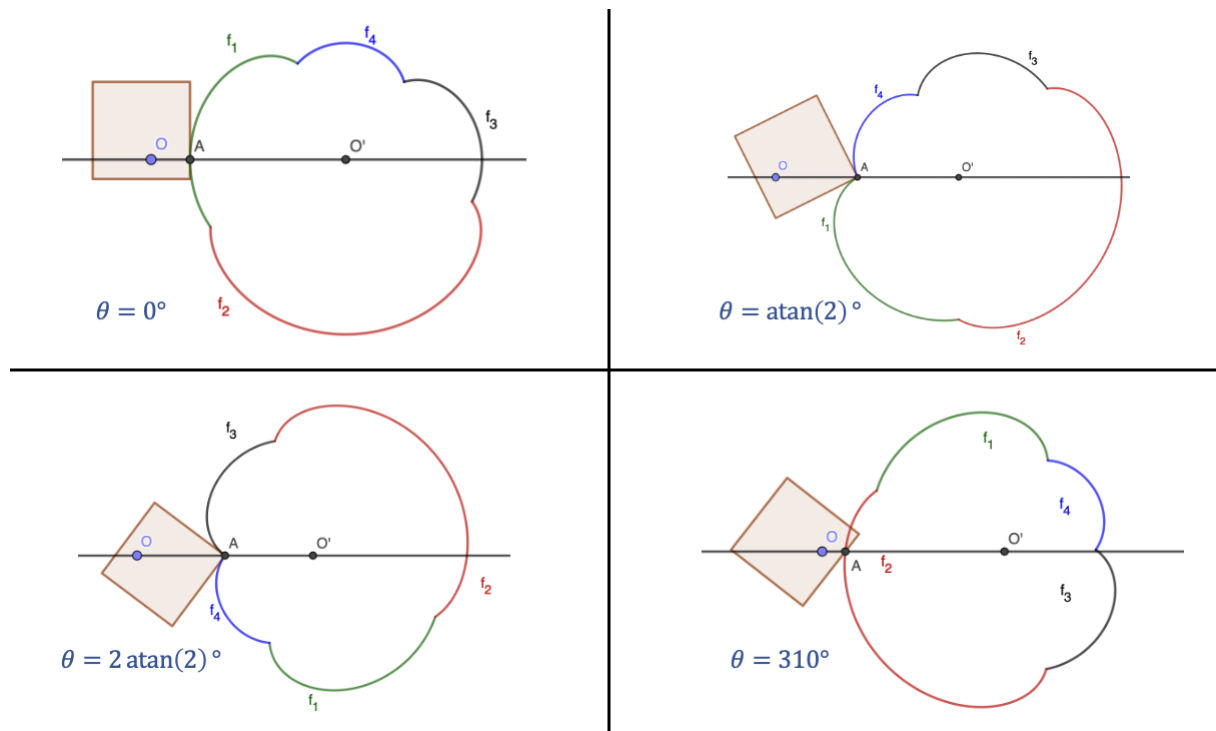 f₁
f₄
f₃
O
A
O'
f₂
θ = 0°
f₃
f₄
O
A
O'
f₁
f₂
θ = atan(2)°
f₃
O
A
O'
f₂
f₄
θ = 2 atan(2)°
f₁
f₁
f₄
O
O'
A
f₂
f₃
θ = 310°